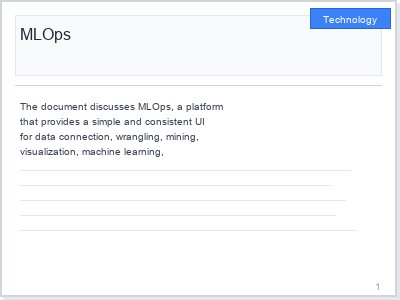 Technology
MLOps
The document discusses MLOps, a platform
that provides a simple and consistent UI
for data connection, wrangling, mining,
visualization, machine learning,
1